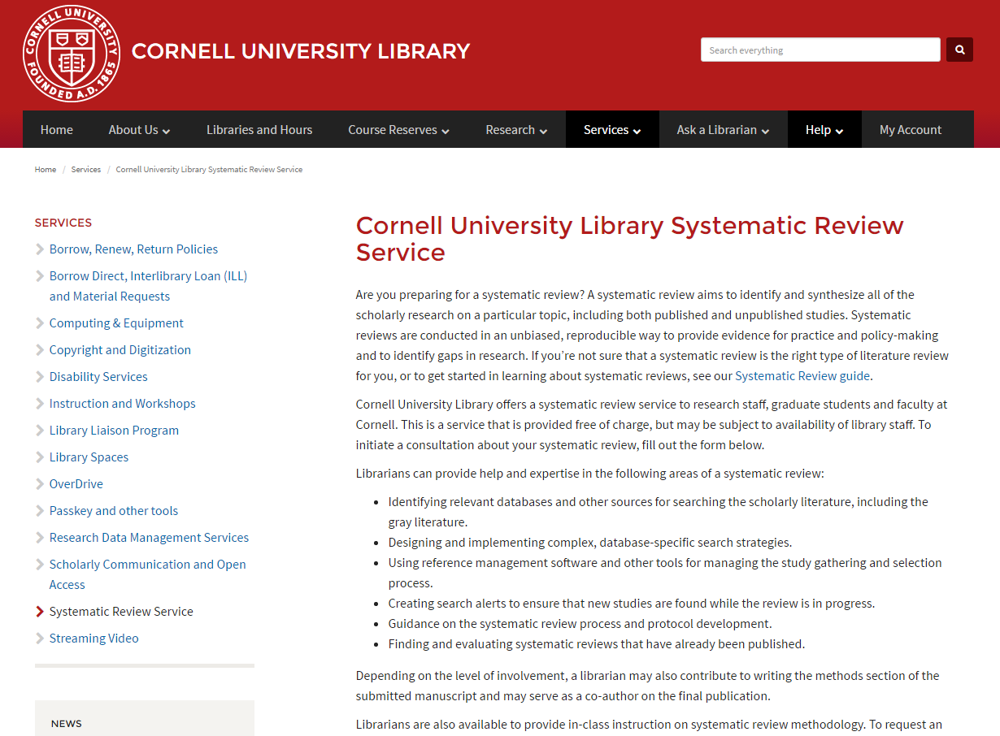 CORNELL UNIVERSITY
FOUNDED A.D. 1865
CORNELL UNIVERSITY LIBRARY
Search everything
Home About Us Libraries and Hours Course Reserves Research Services Ask a Librarian Help My Account
Home / Services / Cornell University Library Systematic Review Service
SERVICES
Borrow, Renew, Return Policies
Borrow Direct, Interlibrary Loan (ILL)
and Material Requests
Computing & Equipment
Copyright and Digitization
Disability Services
Instruction and Workshops
Library Liaison Program
Library Spaces
OverDrive
Passkey and other tools
Research Data Management Services
Scholarly Communication and Open
Access
Systematic Review Service
Streaming Video
NEWS
Cornell University Library Systematic Review
Service
Are you preparing for a systematic review? A systematic review aims to identify and synthesize all of the
scholarly research on a particular topic, including both published and unpublished studies. Systematic
reviews are conducted in an unbiased, reproducible way to provide evidence for practice and policy-making
and to identify gaps in research. If you’re not sure that a systematic review is the right type of literature review
for you, or to get started in learning about systematic reviews, see our Systematic Review guide.
Cornell University Library offers a systematic review service to research staff, graduate students and faculty at
Cornell. This is a service that is provided free of charge, but may be subject to availability of library staff. To
initiate a consultation about your systematic review, fill out the form below.
Librarians can provide help and expertise in the following areas of a systematic review:
• Identifying relevant databases and other sources for searching the scholarly literature, including the
gray literature.
• Designing and implementing complex, database-specific search strategies.
• Using reference management software and other tools for managing the study gathering and selection
process.
• Creating search alerts to ensure that new studies are found while the review is in progress.
• Guidance on the systematic review process and protocol development.
• Finding and evaluating systematic reviews that have already been published.
Depending on the level of involvement, a librarian may also contribute to writing the methods section of the
submitted manuscript and may serve as a co-author on the final publication.
Librarians are also available to provide in-class instruction on systematic review methodology. To request an